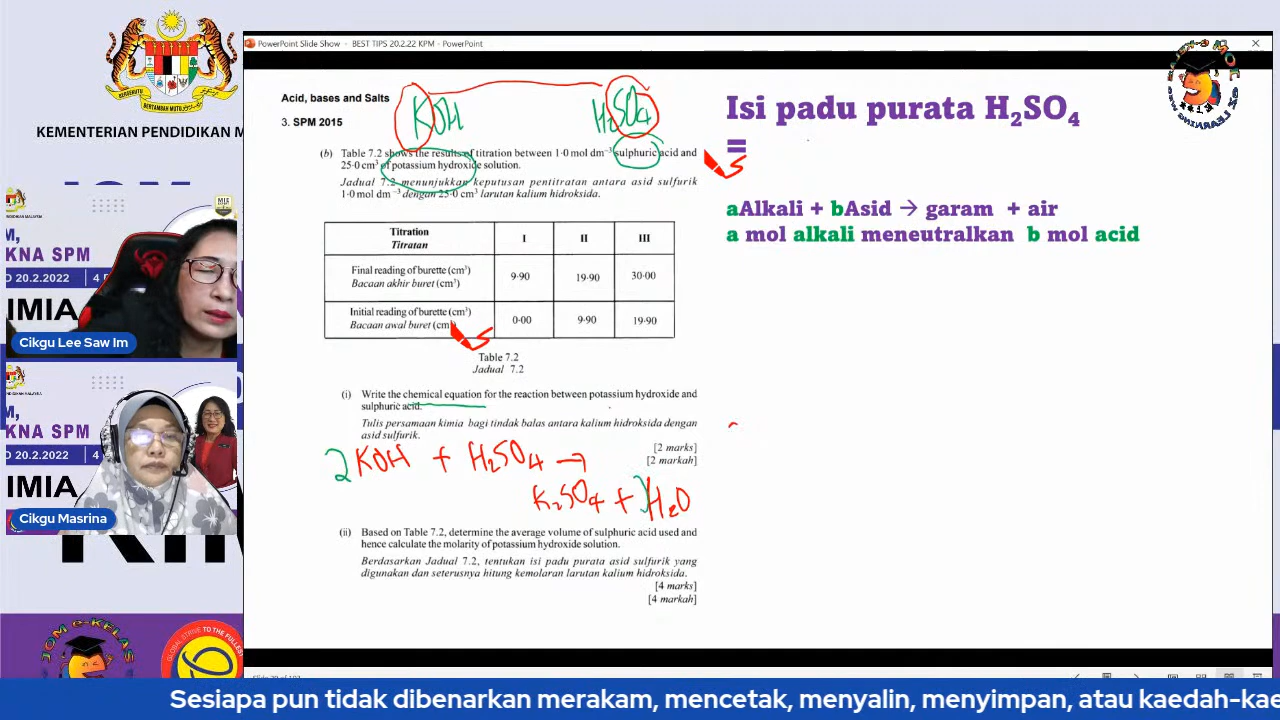 PowerPoint Slide Show - BEST TIPS 20.2.22 KPM - PowerPoint
KEMENTERIAN PENDIDIKAN M
M,
KNA SPM
O 20.2.2022
IMIA
Cikgu Lee Saw Im
M,
KNA SPM
O 20.2.2022
IMIA
Cikgu Masrina
JOM e-KELAS
GLOBAL STRIVE TO THE FULLEST
Acid, bases and Salts
KOH
H₂SO₄
3. SPM 2015
(b) Table 7.2 shows the results of titration between 1·0 mol dm⁻³ sulphuric acid and
25·0 cm³ of potassium hydroxide solution.
Jadual 7.2 menunjukkan keputusan pentitratan antara asid sulfurik
1·0 mol dm⁻³ dengan 25·0 cm³ larutan kalium hidroksida.
Titration
Titratan
I II III
Final reading of burette (cm³)
Bacaan akhir buret (cm³)
9·90 19·90 30·00
Initial reading of burette (cm³)
Bacaan awal buret (cm³)
0·00 9·90 19·90
Table 7.2
Jadual 7.2
(i) Write the chemical equation for the reaction between potassium hydroxide and
sulphuric acid.
Tulis persamaan kimia bagi tindak balas antara kalium hidroksida dengan
asid sulfurik.
[2 marks]
[2 markah]
2KOH + H₂SO₄ →
K₂SO₄ + 2H₂O
(ii) Based on Table 7.2, determine the average volume of sulphuric acid used and
hence calculate the molarity of potassium hydroxide solution.
Berdasarkan Jadual 7.2, tentukan isi padu purata asid sulfurik yang
digunakan dan seterusnya hitung kemolaran larutan kalium hidroksida.
[4 marks]
[4 markah]
Isi padu purata H₂SO₄
=
aAlkali + bAsid → garam + air
a mol alkali meneutralkan b mol acid
Sesiapa pun tidak dibenarkan merakam, mencetak, menyalin, menyimpan, atau kaedah-kae